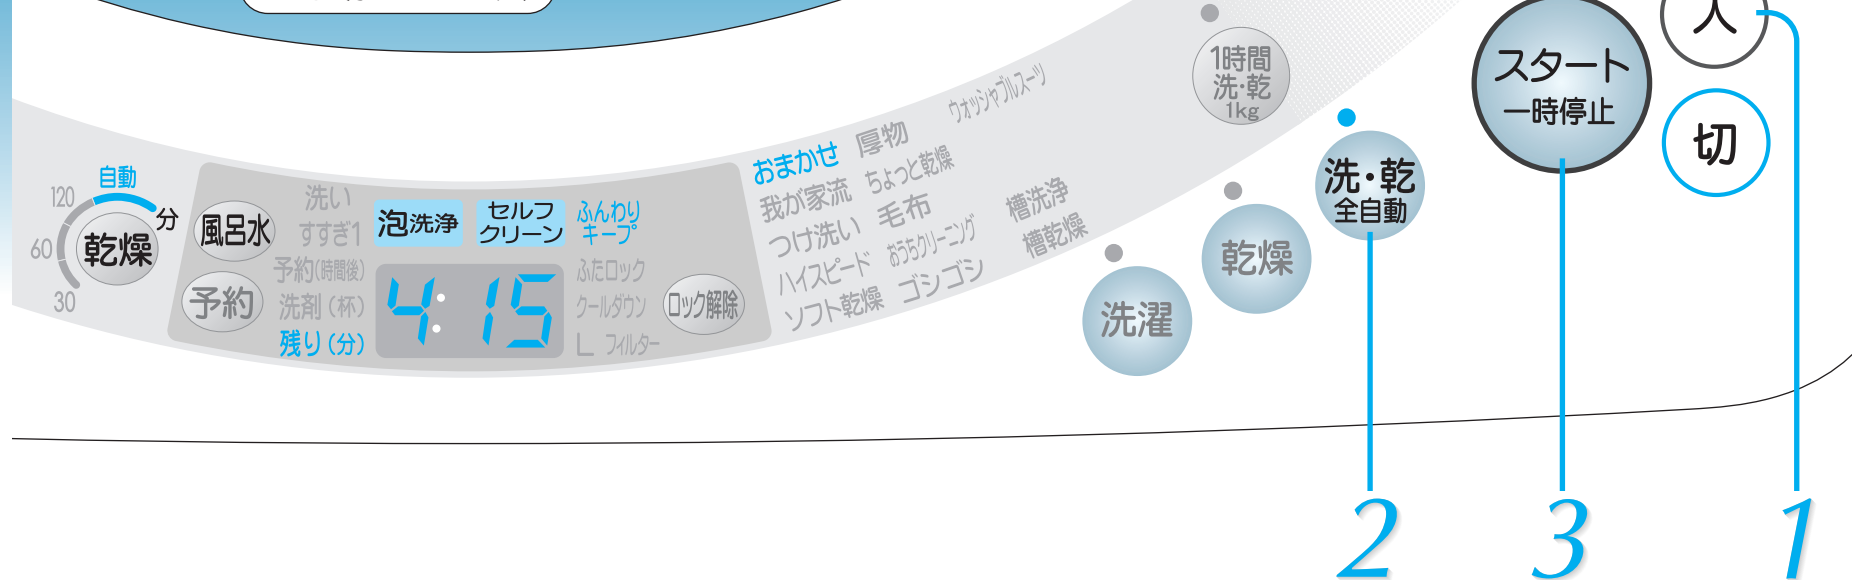 自動
120
60
30
分
乾燥
風呂水
予約
洗い
すすぎ1
予約(時間後)
洗剤(杯)
残り(分)
泡洗浄
セルフ
クリーン
4:15
ふんわり
キープ
ふたロック
クールダウン
フィルター
ロック解除
おまかせ
我が家流
つけ洗い
ハイスピード
ソフト乾燥
厚物
ちょっと乾燥
毛布
おうちクリーニング
ゴシゴシ
ウォッシャブルスーツ
槽洗浄
槽乾燥
1時間
洗・乾
1kg
洗濯
乾燥
洗・乾
全自動
スタート
一時停止
入
切
2
3
1